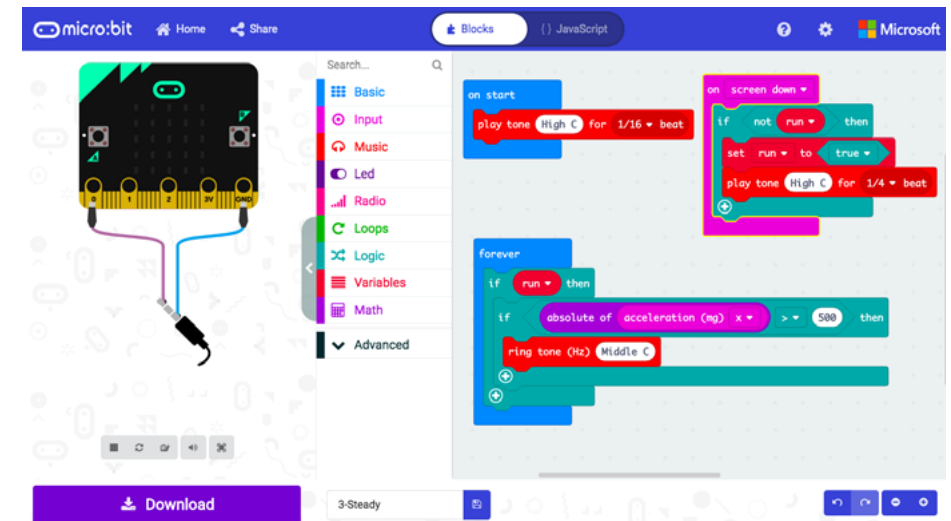 micro:bit Home Share Blocks {} JavaScript ? Microsoft
0 1 2 3V GND
Search...
Basic
Input
Music
Led
Radio
Loops
Logic
Variables
Math
Advanced
on start
play tone High C for 1/16 beat
on screen down
if not run then
set run to true
play tone High C for 1/4 beat
forever
if run then
if absolute of acceleration (mg) x > 500 then
ring tone (Hz) Middle C
Download
3-Steady